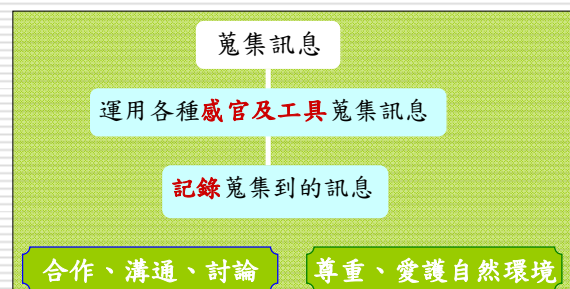 蒐集訊息
運用各種感官及工具蒐集訊息
記錄蒐集到的訊息
合作、溝通、討論
尊重、愛護自然環境